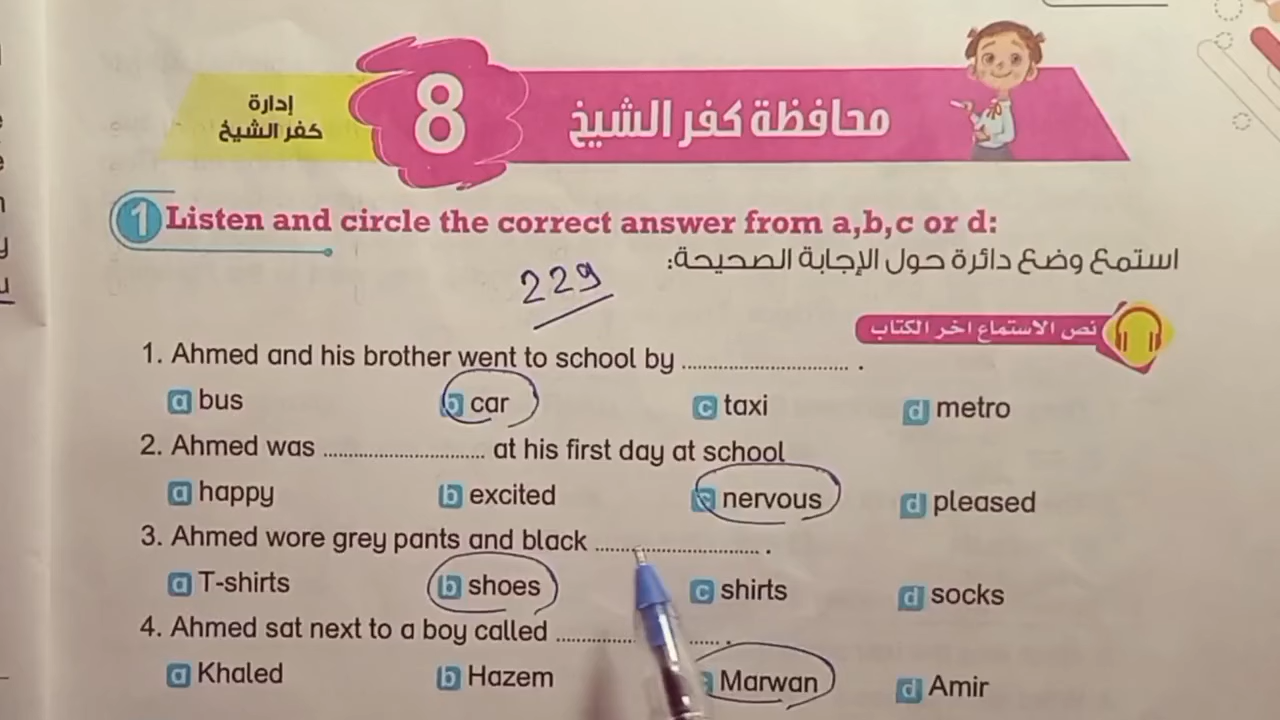 إدارة
كفر الشيخ
8
محافظة كفر الشيخ
1 Listen and circle the correct answer from a,b,c or d:
استمع وضع دائرة حول الإجابة الصحيحة:
229
نص الاستماع اخر الكتاب
1. Ahmed and his brother went to school by .............................. .
a bus b car c taxi d metro
2. Ahmed was .............................. at his first day at school
a happy b excited c nervous d pleased
3. Ahmed wore grey pants and black .............................. .
a T-shirts b shoes c shirts d socks
4. Ahmed sat next to a boy called .............................. .
a Khaled b Hazem Marwan d Amir